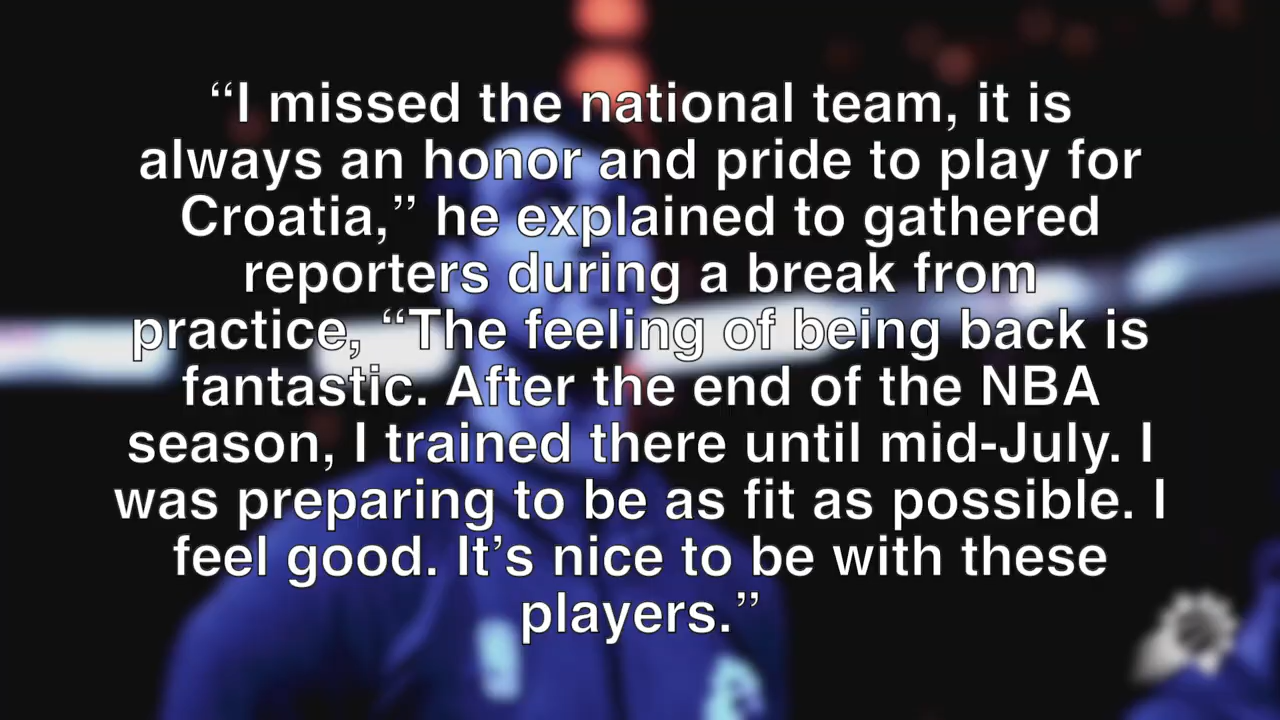 “I missed the national team, it is
always an honor and pride to play for
Croatia,” he explained to gathered
reporters during a break from
practice, “The feeling of being back is
fantastic. After the end of the NBA
season, I trained there until mid-July. I
was preparing to be as fit as possible. I
feel good. It’s nice to be with these
players.”